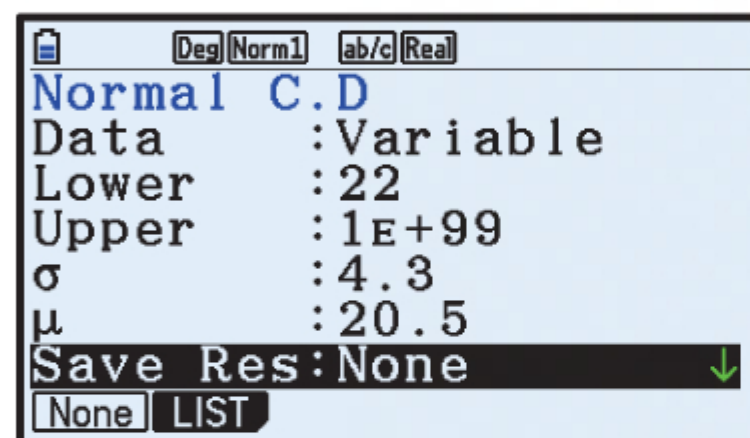 Deg Norm1 ab/c Real
Normal C.D
Data :Variable
Lower :22
Upper :1ᴇ+99
σ :4.3
μ :20.5
Save Res:None
None LIST